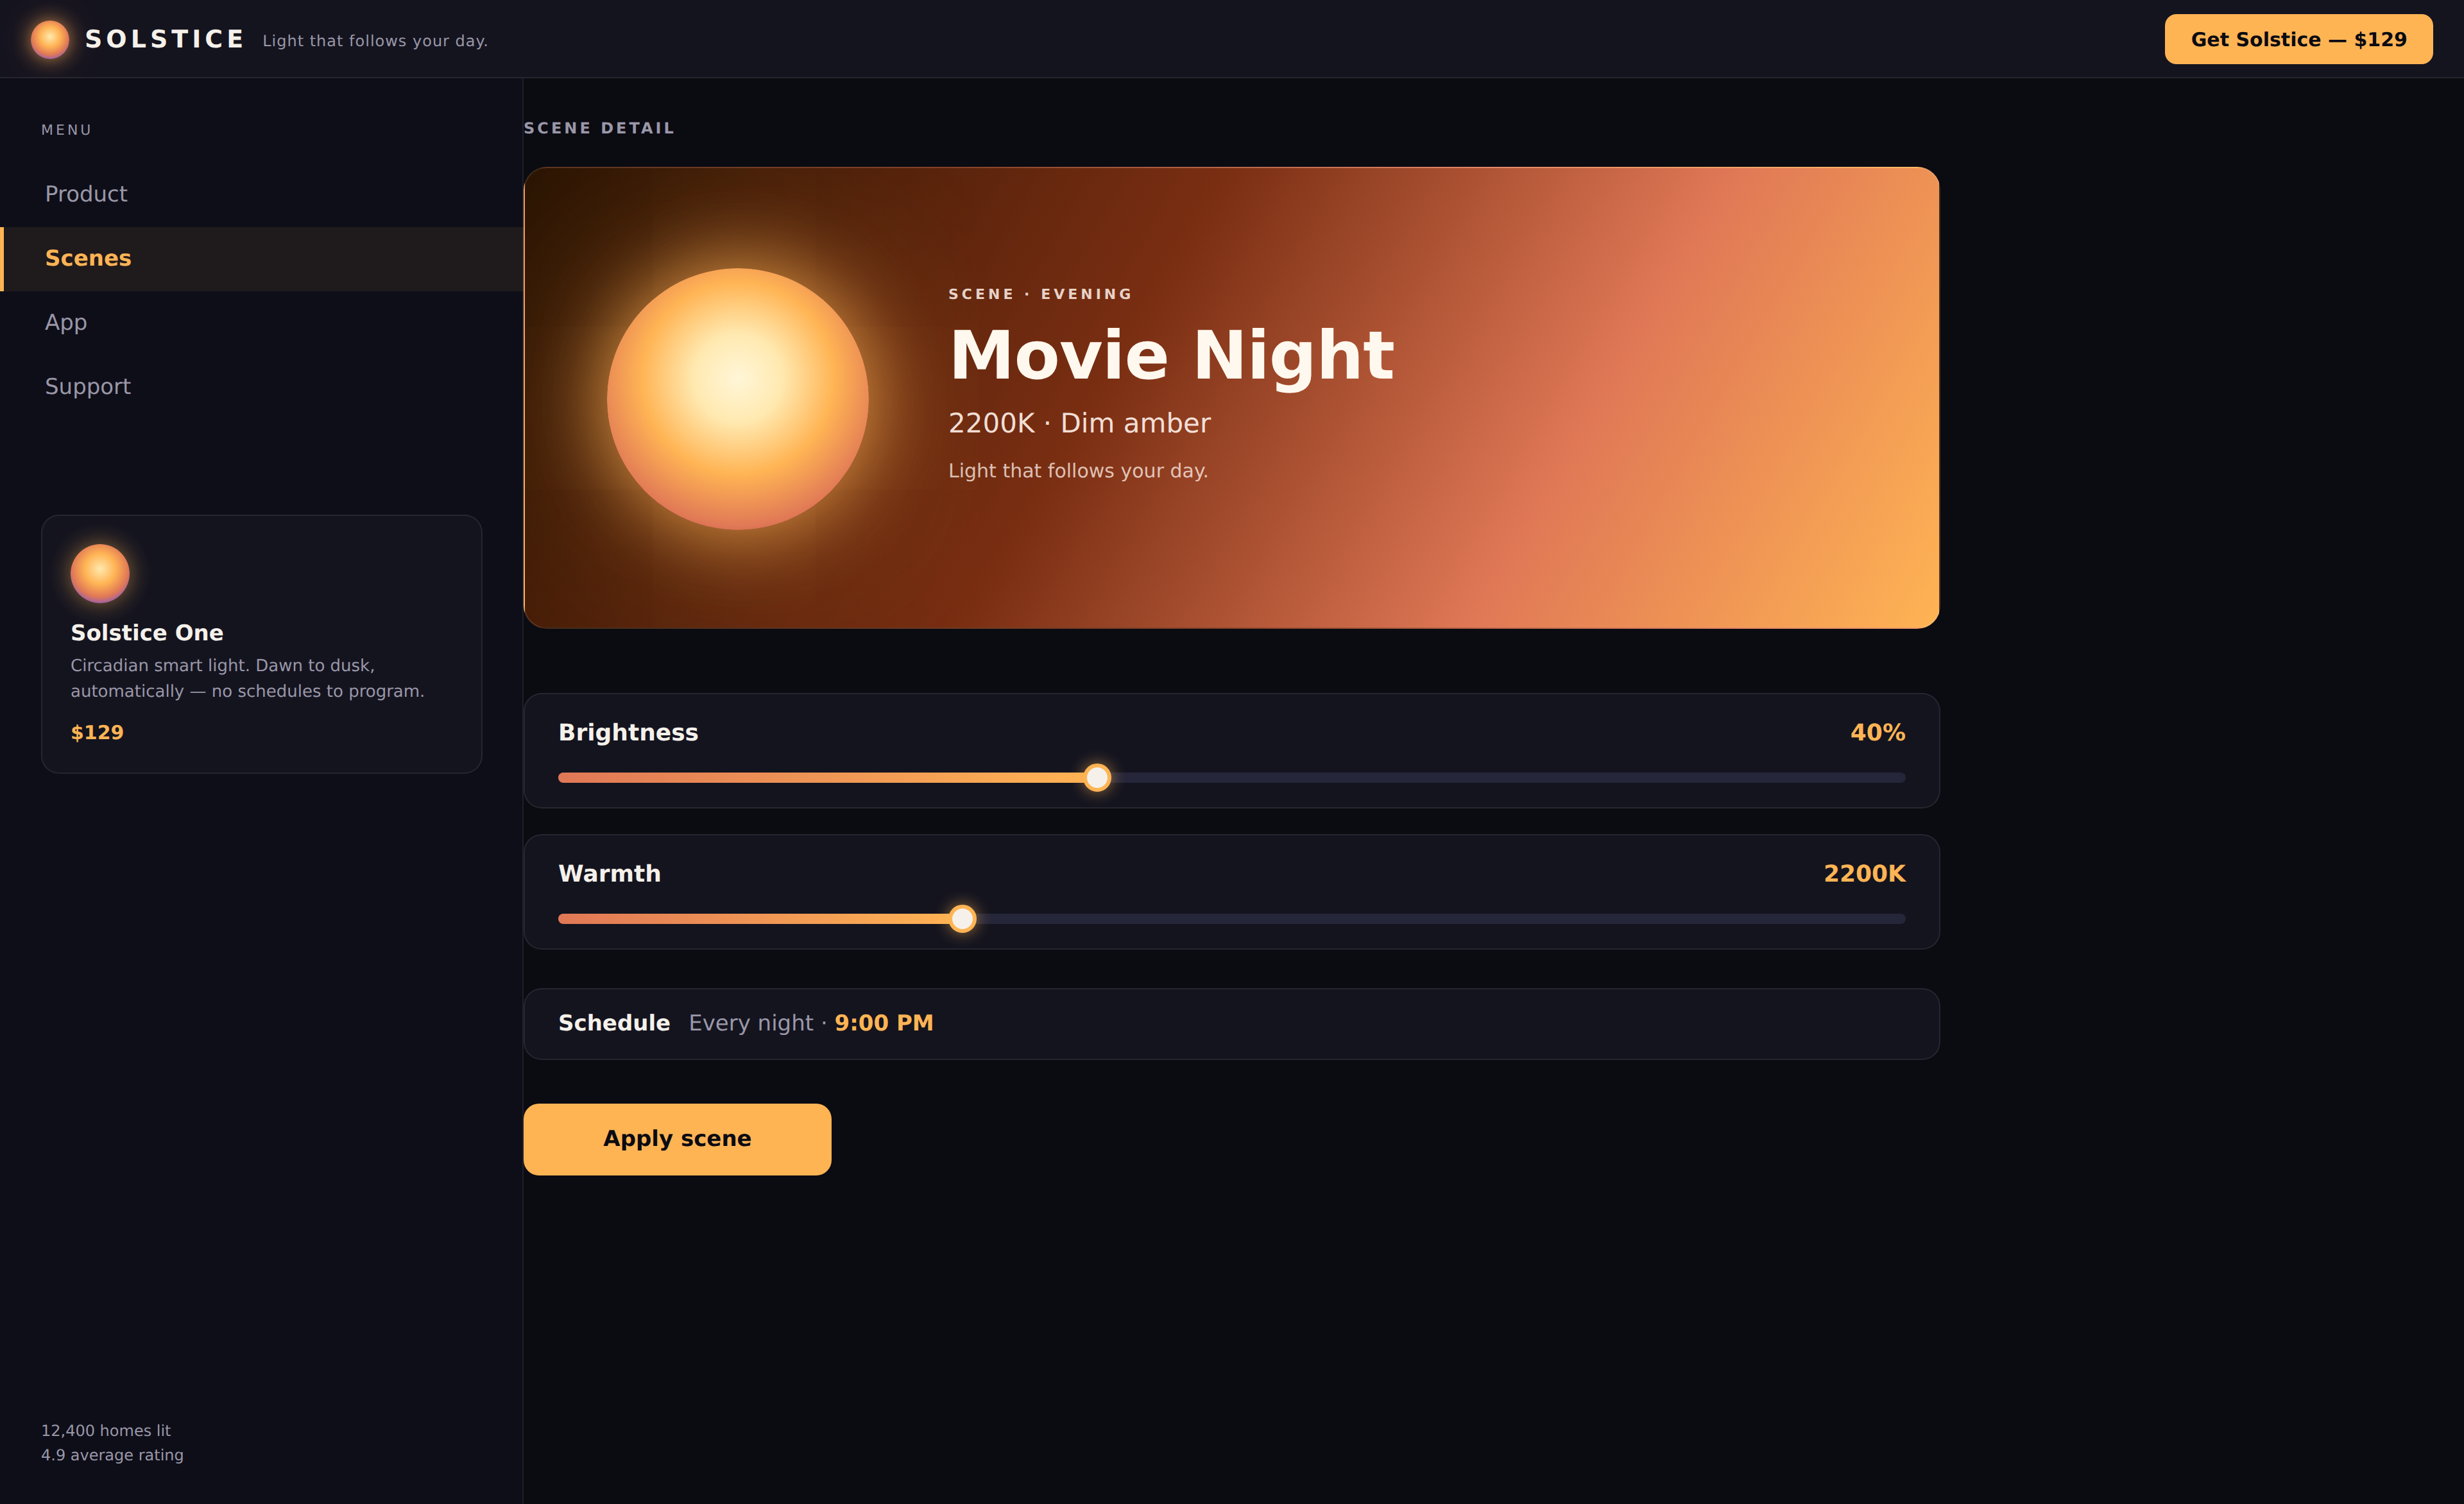 SOLSTICE Light that follows your day.
Get Solstice — $129
MENU
Product
Scenes
App
Support
Solstice One
Circadian smart light. Dawn to dusk,
automatically — no schedules to program.
$129
12,400 homes lit
4.9 average rating
SCENE DETAIL
SCENE · EVENING
Movie Night
2200K · Dim amber
Light that follows your day.
Brightness 40%
Warmth 2200K
Schedule Every night · 9:00 PM
Apply scene